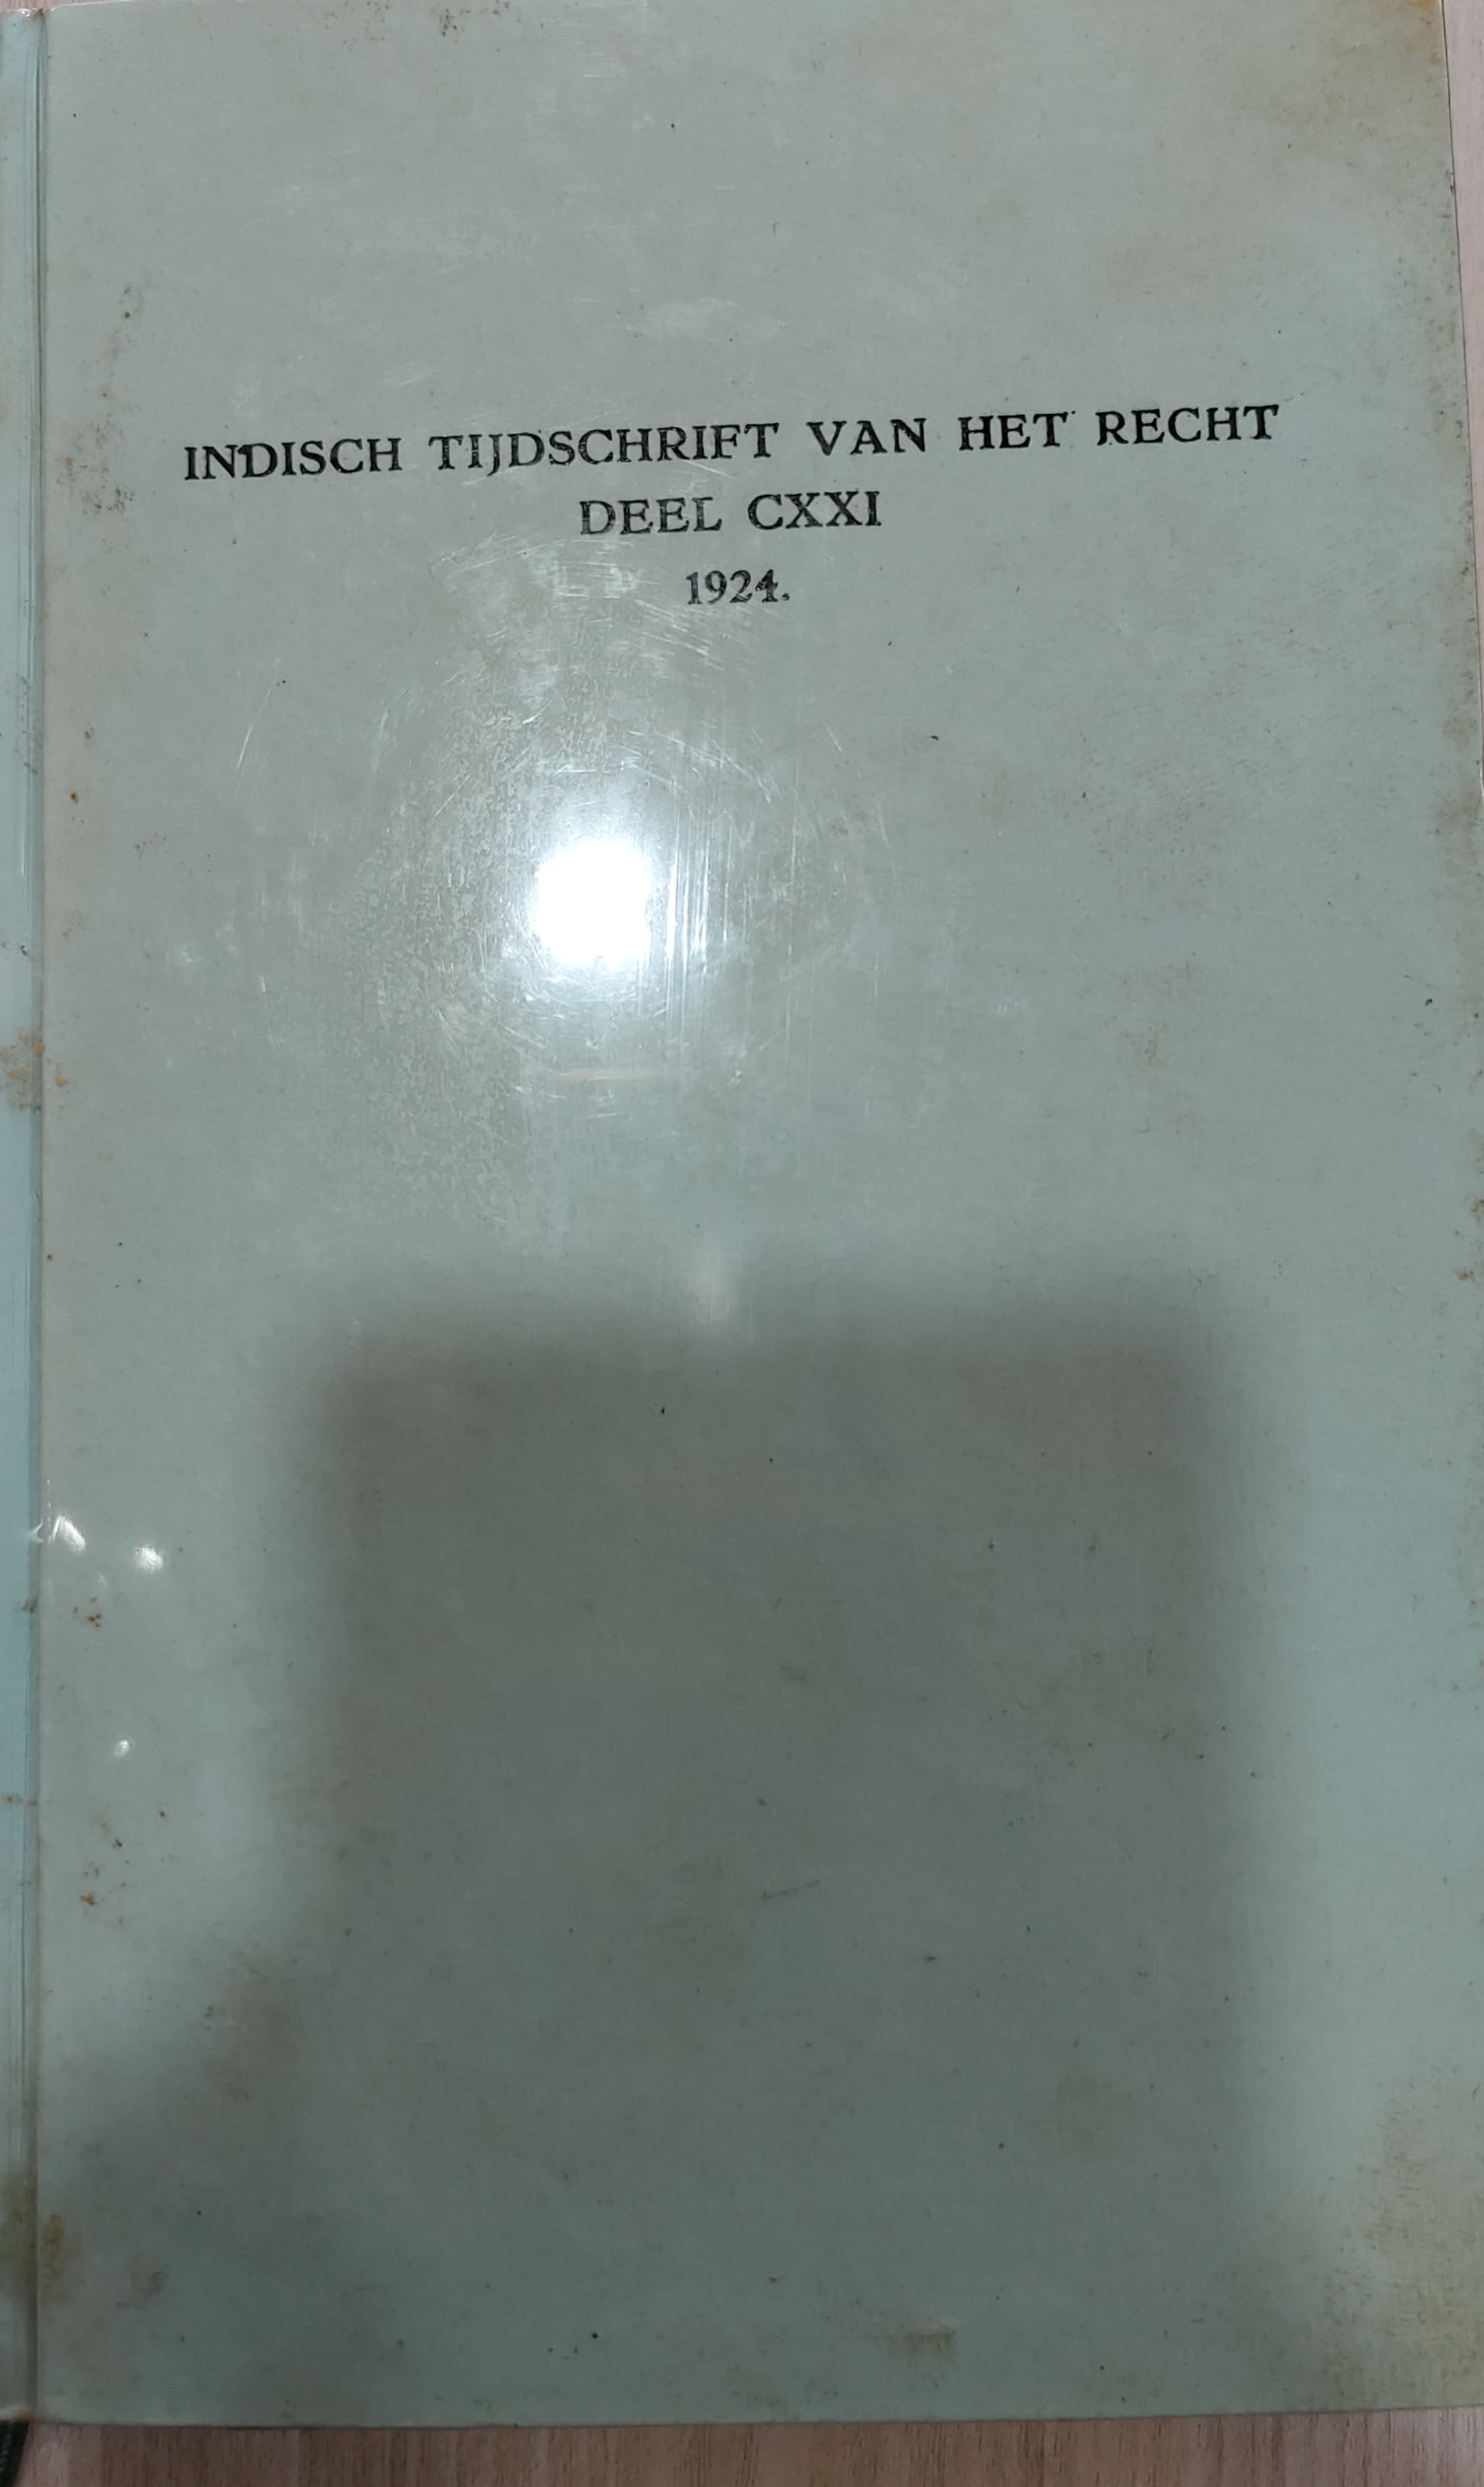 INDISCH TIJDSCHRIFT VAN HET RECHT
DEEL CXXI
1924.